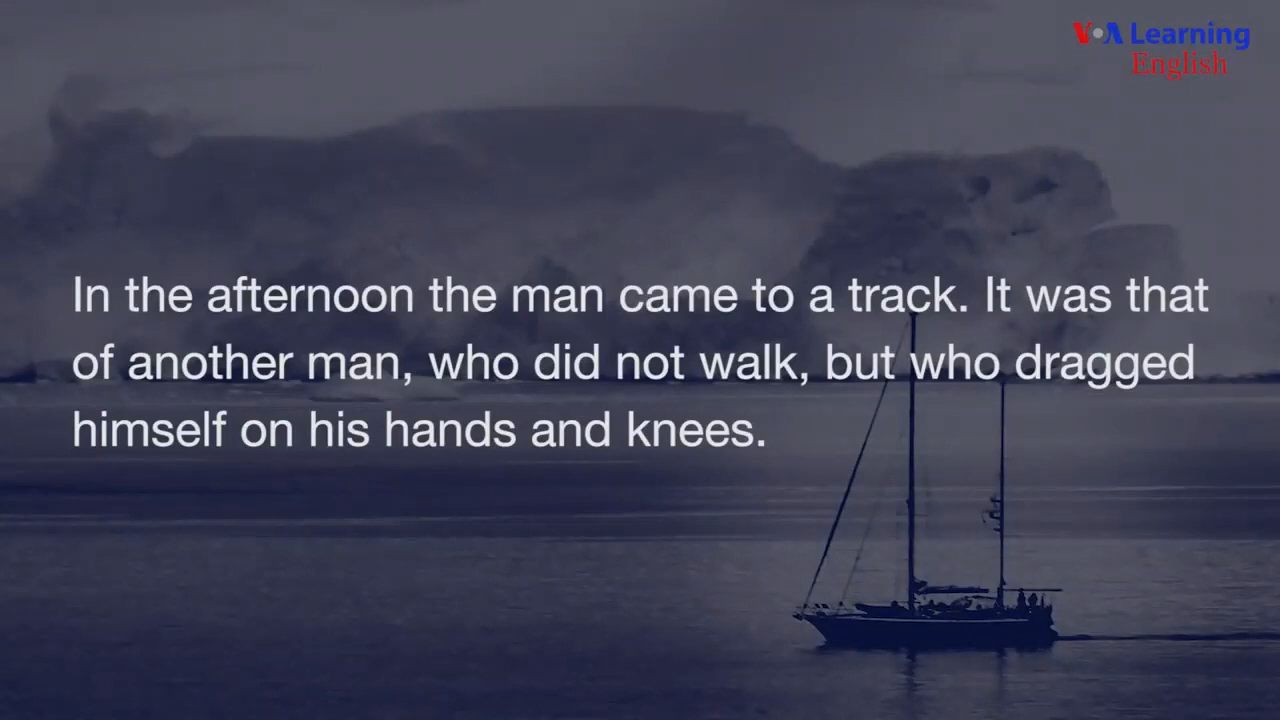 VOA Learning
English
In the afternoon the man came to a track. It was that
of another man, who did not walk, but who dragged
himself on his hands and knees.